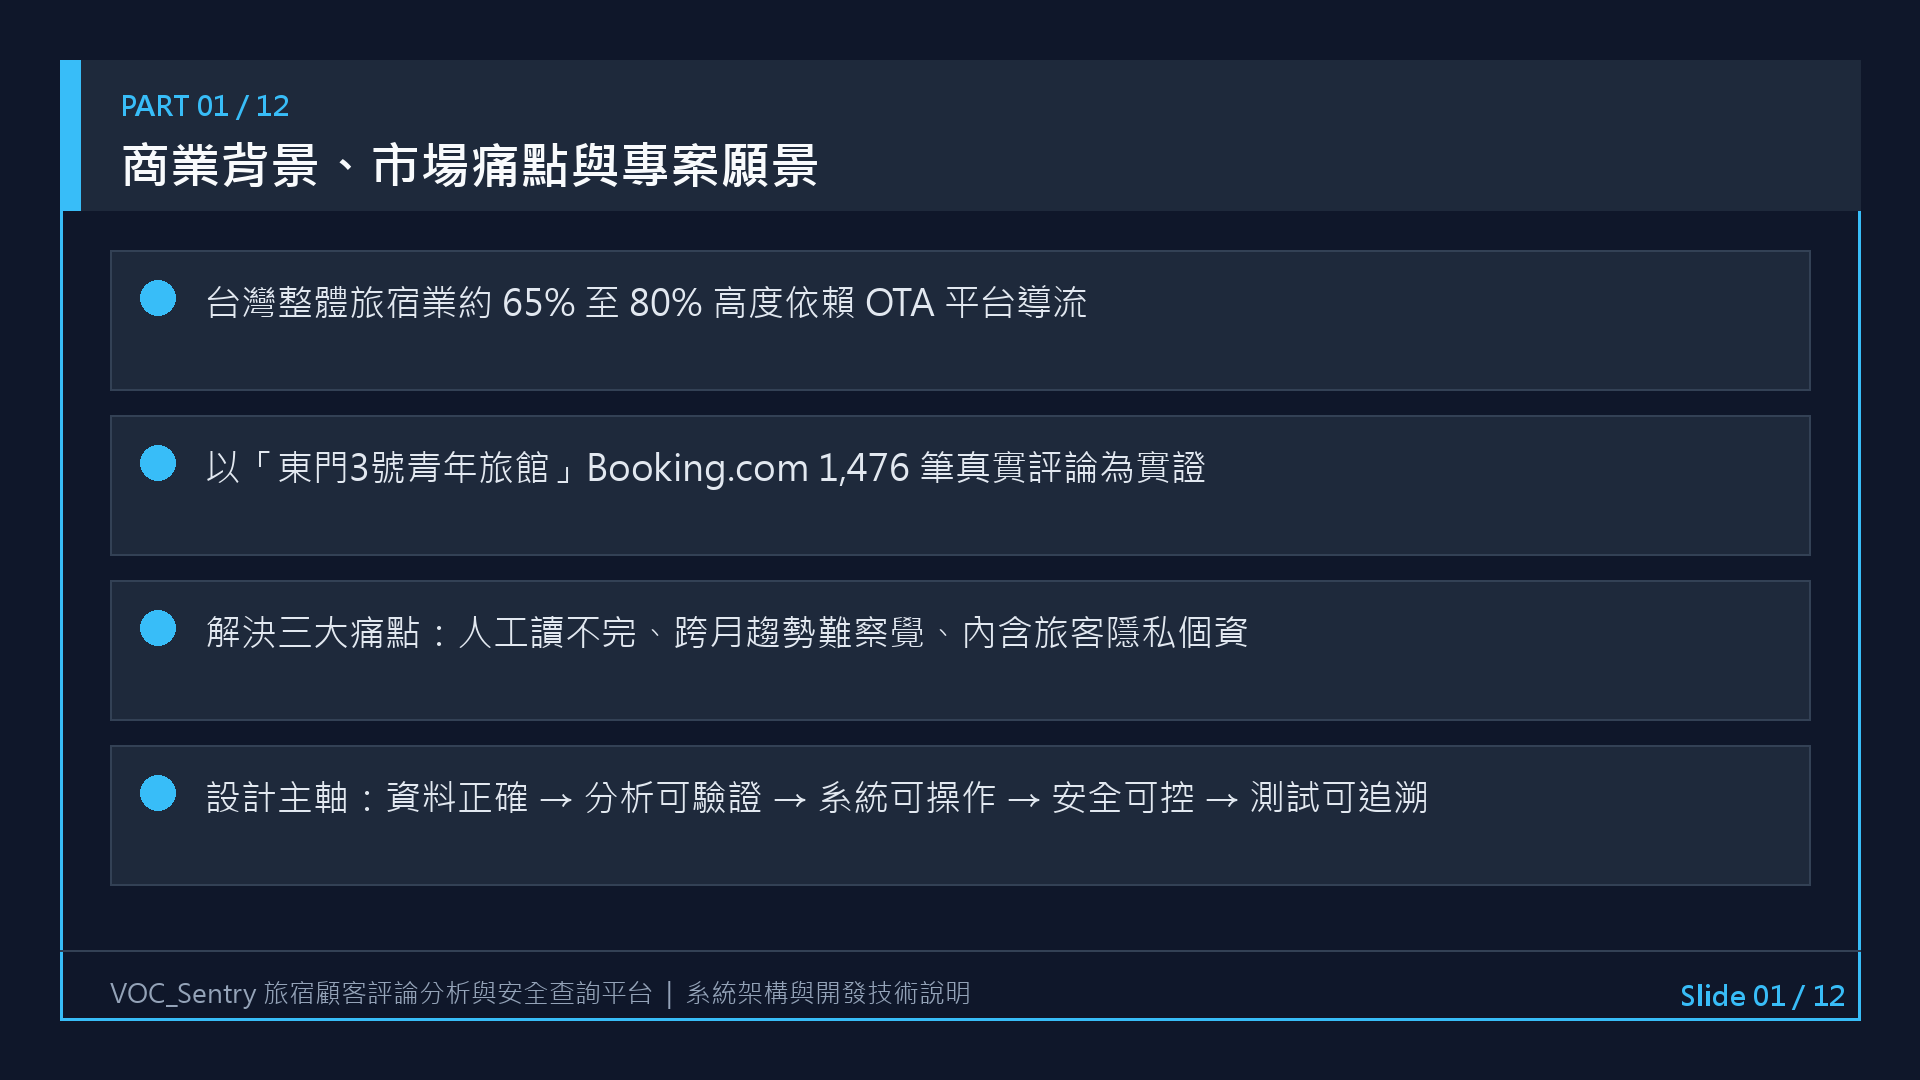 PART 01 / 12
商業背景、市場痛點與專案願景
台灣整體旅宿業約 65% 至 80% 高度依賴 OTA 平台導流
以「東門3號青年旅館」Booking.com 1,476 筆真實評論為實證
解決三大痛點：人工讀不完、跨月趨勢難察覺、內含旅客隱私個資
設計主軸：資料正確 → 分析可驗證 → 系統可操作 → 安全可控 → 測試可追溯
VOC_Sentry 旅宿顧客評論分析與安全查詢平台 | 系統架構與開發技術說明
Slide 01 / 12